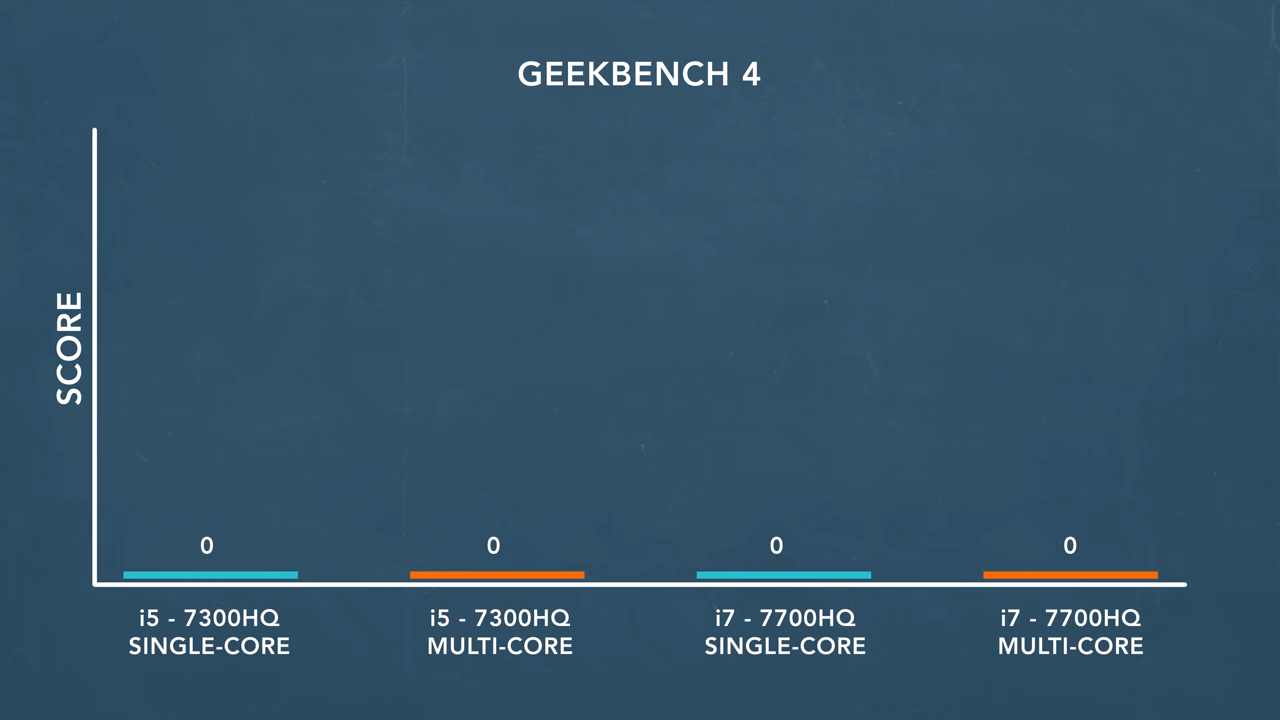 GEEKBENCH 4
SCORE
0
0
0
0
i5 - 7300HQ
SINGLE-CORE
i5 - 7300HQ
MULTI-CORE
i7 - 7700HQ
SINGLE-CORE
i7 - 7700HQ
MULTI-CORE